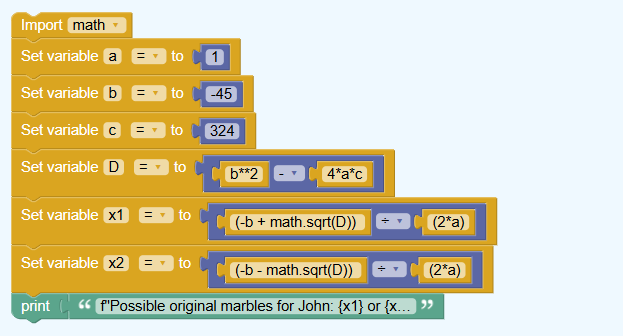 Import math
Set variable a = to 1
Set variable b = to -45
Set variable c = to 324
Set variable D = to b**2 - 4*a*c
Set variable x1 = to (-b + math.sqrt(D)) ÷ (2*a)
Set variable x2 = to (-b - math.sqrt(D)) ÷ (2*a)
print “ f"Possible original marbles for John: {x1} or {x... ”